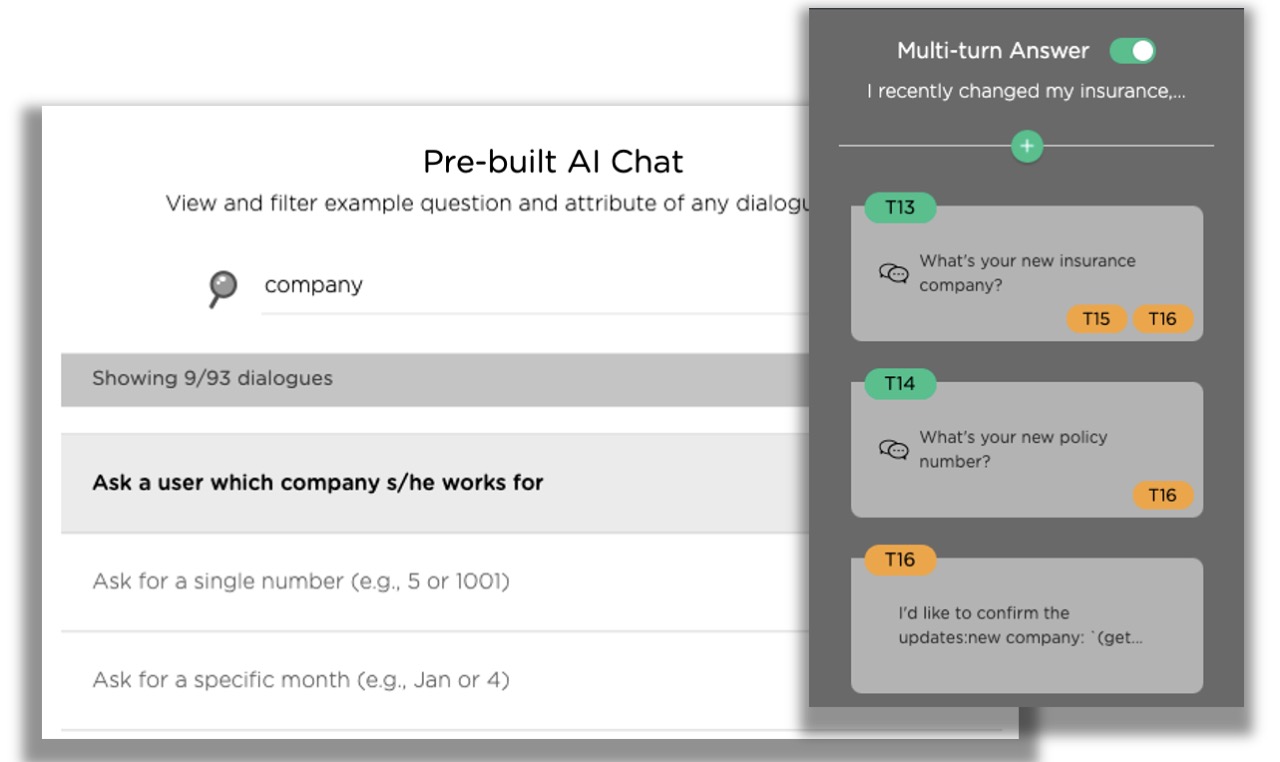 Pre-built AI Chat
View and filter example question and attribute of any
company
Showing 9/93 dialogues
Ask a user which company s/he works for
Ask for a single number (e.g., 5 or 1001)
Ask for a specific month (e.g., Jan or 4)
Multi-turn Answer
I recently changed my insurance,...
+
T13
What's your new insurance
company?
T15 T16
T14
What's your new policy
number?
T16
T16
I'd like to confirm the
updates:new company: `(get...